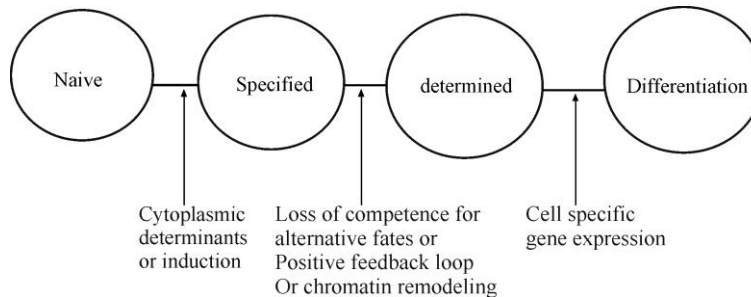 Naive
Specified
determined
Differentiation
Cytoplasmic
determinants
or induction
Loss of competence for
alternative fates or
Positive feedback loop
Or chromatin remodeling
Cell specific
gene expression